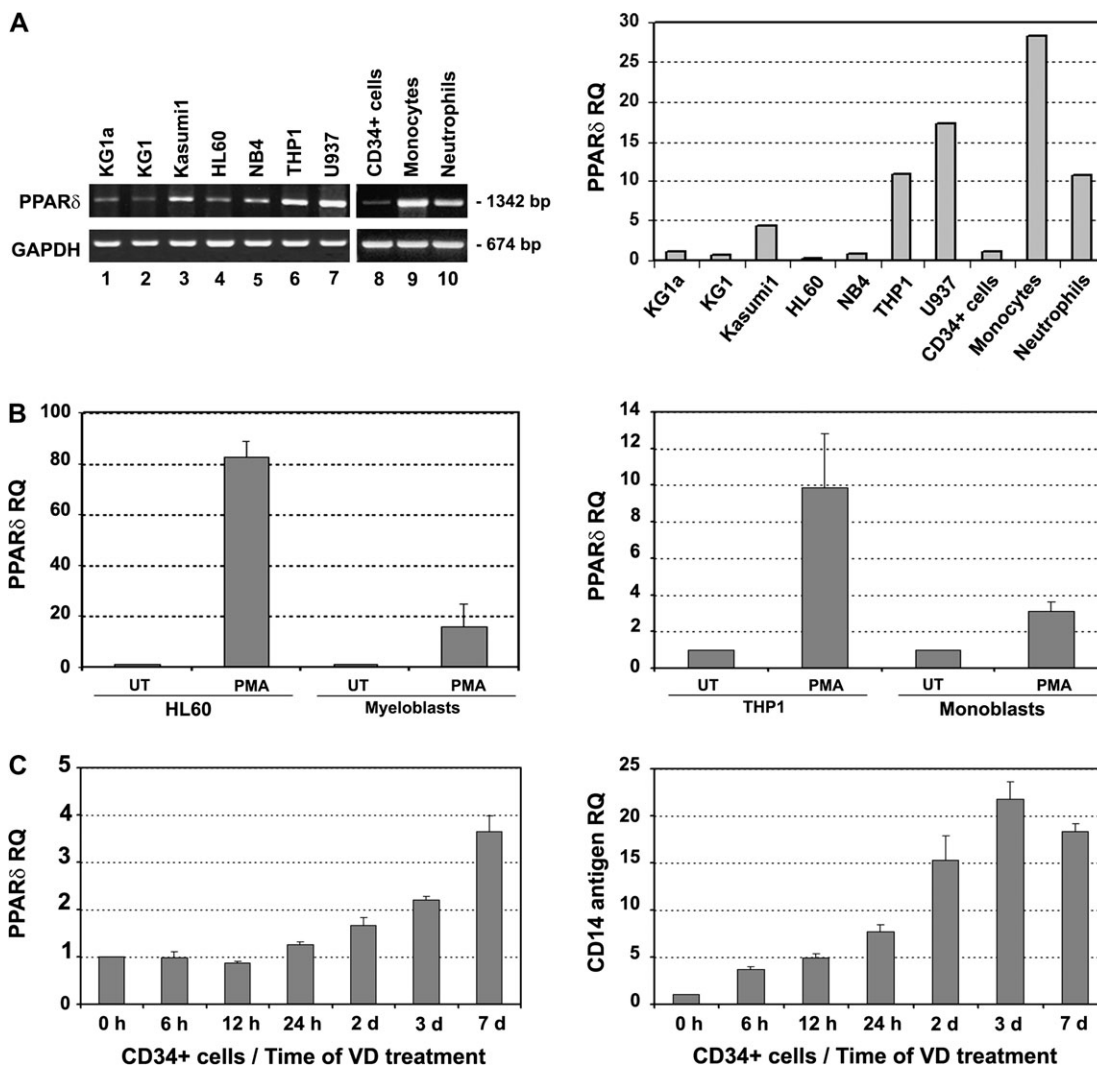 A
KG1a
KG1
Kasumi1
HL60
NB4
THP1
U937
CD34+ cells
Monocytes
Neutrophils
PPARδ
- 1342 bp
GAPDH
- 674 bp
1 2 3 4 5 6 7 8 9 10
PPARδ RQ
30
25
20
15
10
5
0
KG1a
KG1
Kasumi1
HL60
NB4
THP1
U937
CD34+ cells
Monocytes
Neutrophils
B
PPARδ RQ
100
80
60
40
20
0
UT PMA UT PMA
HL60 Myeloblasts
PPARδ RQ
14
12
10
8
6
4
2
0
UT PMA UT PMA
THP1 Monoblasts
C
PPARδ RQ
5
4
3
2
1
0
0 h 6 h 12 h 24 h 2 d 3 d 7 d
CD34+ cells / Time of VD treatment
CD14 antigen RQ
25
20
15
10
5
0
0 h 6 h 12 h 24 h 2 d 3 d 7 d
CD34+ cells / Time of VD treatment